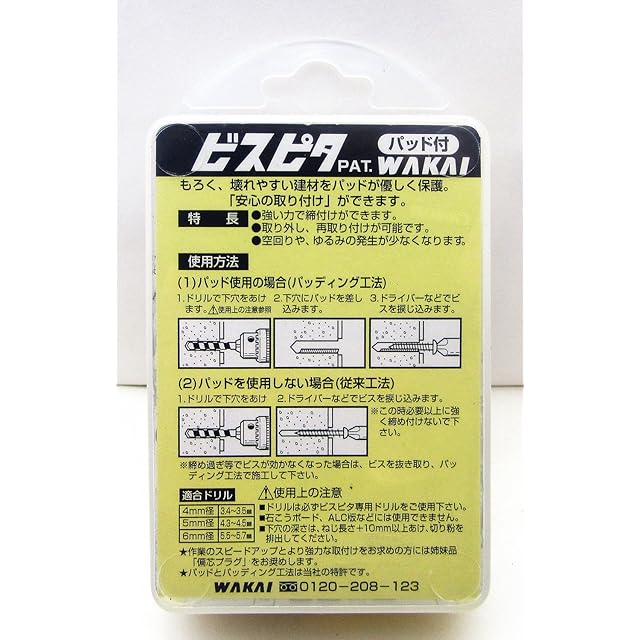 ビスピタ PAT. パッド付 WAKAI
もろく、壊れやすい建材をパッドが優しく保護。
「安心の取り付け」ができます。
特長
●強い力で締付けができます。
●取り外し、再取り付けが可能です。
●空回りや、ゆるみの発生が少なくなります。
使用方法
(1)パッド使用の場合(パッディング工法)
1.ドリルで下穴をあけます。⚠使用上の注意参照
2.下穴にパッドを差し込みます。
3.ドライバーなどでビスを捩じ込みます。
(2)パッドを使用しない場合(従来工法)
1.ドリルで下穴をあけ
2.ドライバーなどでビスを捩じ込みます。
※この時必要以上に強く締め付けないで下さい。
※締め過ぎ等でビスが効かなくなった場合は、ビスを抜き取り、パッ
ディング工法で施工して下さい。
適合ドリル
4mm径 3.4〜3.5mm
5mm径 4.3〜4.5mm
6mm径 5.5〜5.7mm
⚠使用上の注意
■ドリルは必ずビスピタ専用ドリルをご使用下さい。
■石こうボード、ALC版などには使用できません。
■下穴の深さは、ねじ長さ+10mm以上あけ、切り粉を
排出してください。
★作業のスピードアップとより強力な取付けをお求めの方には姉妹品
「偏芯プラグ」をお奨めします。
★パッドとパッディング工法は当社の特許です。
WAKAI 0120-208-123